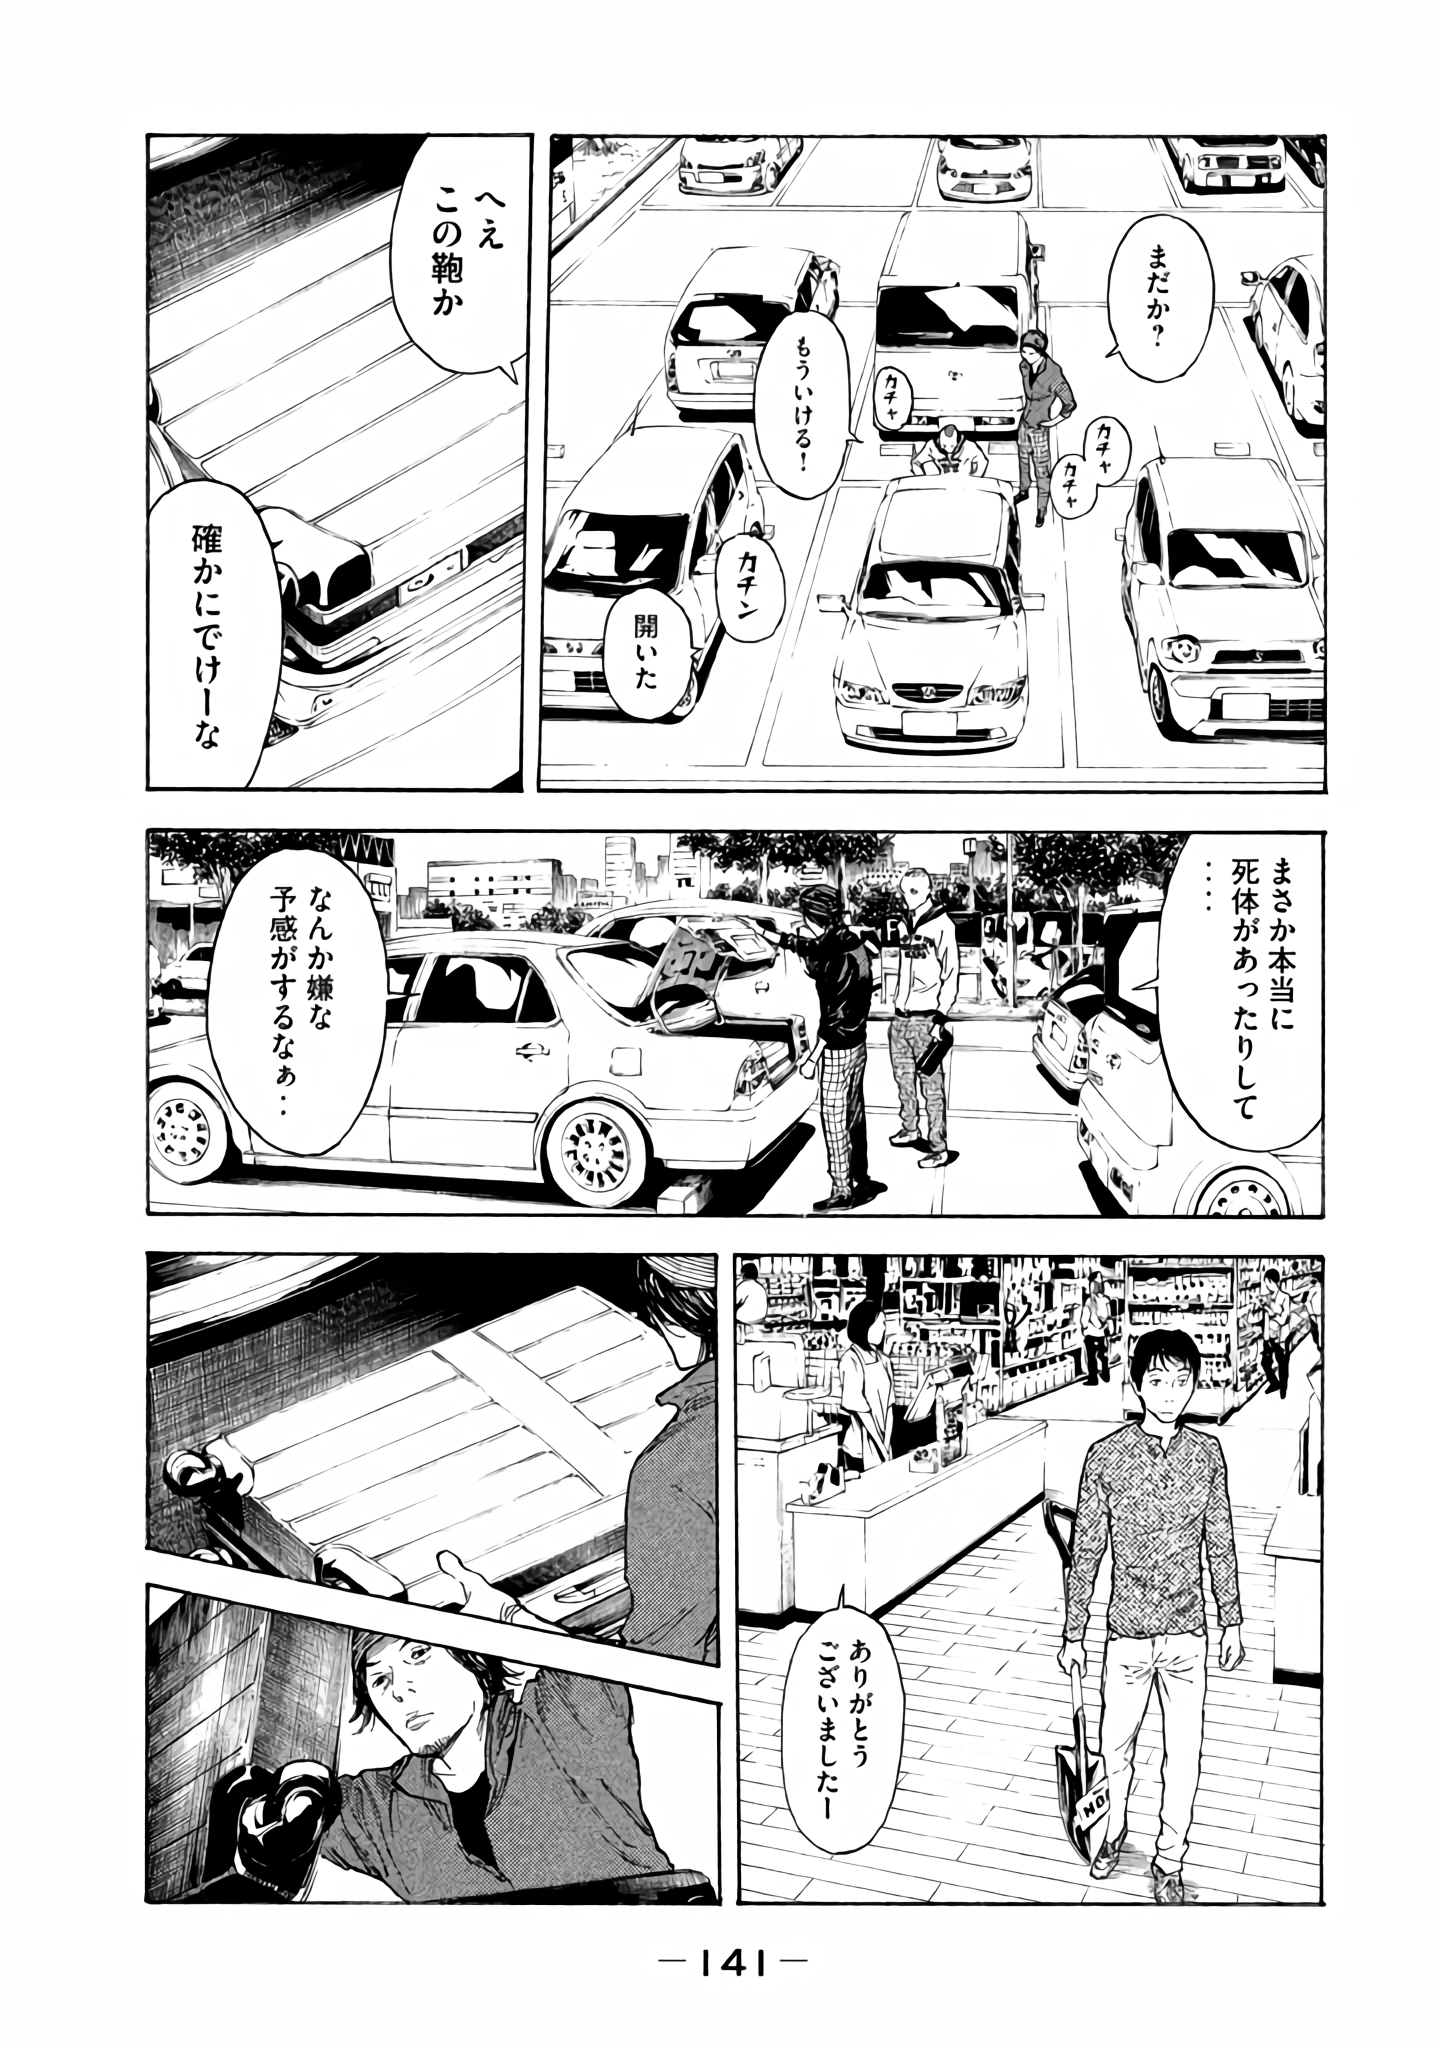 まだか?
カチャ
カチャ
カチャ
もういける!
カチン
開いた
へえ
この鞄か
確かにでけーな
まさか本当に
死体があったりして
‥‥
なんか嫌な
予感がするなぁ‥
ありがとう
ございましたー
—141—